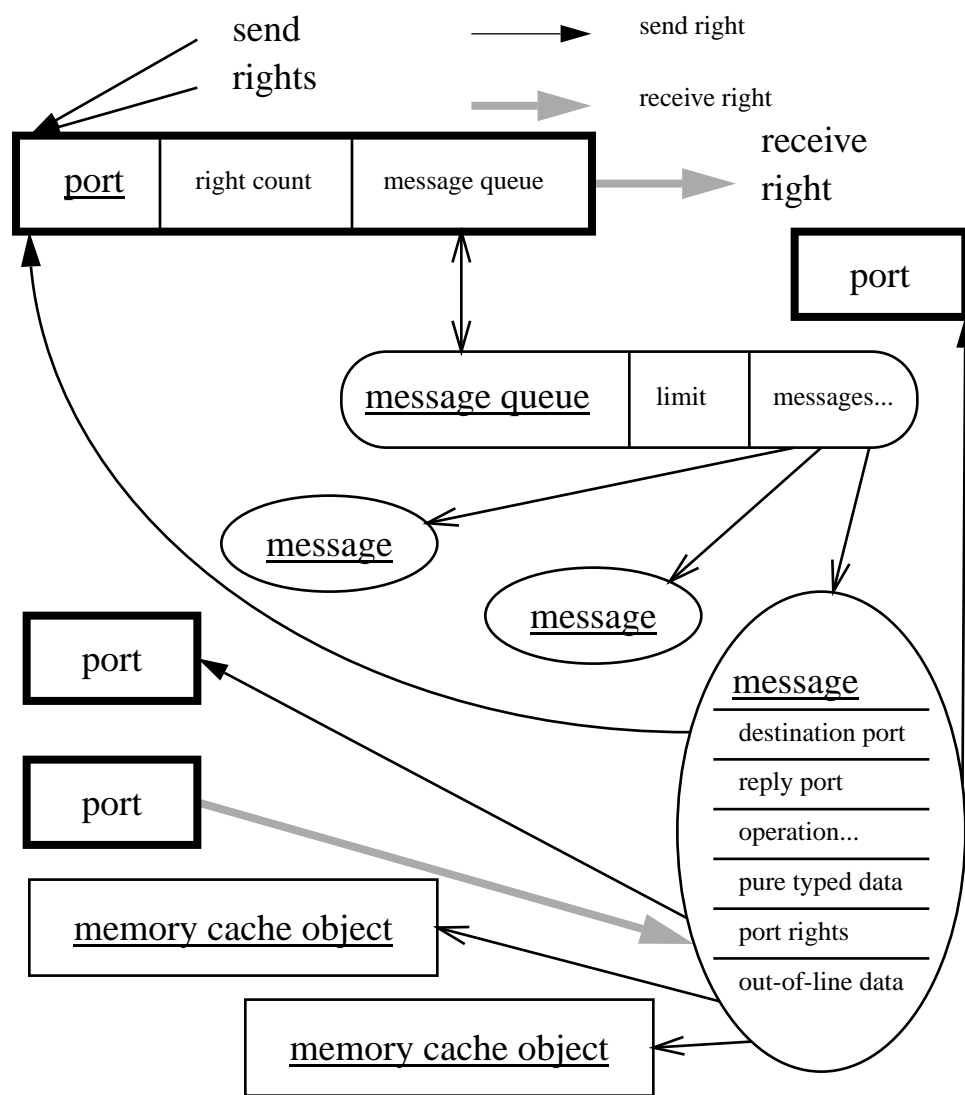 send
rights
send right
receive right
port
right count
message queue
receive
right
port
message queue
limit
messages...
message
message
port
message
destination port
port
reply port
operation...
pure typed data
memory cache object
port rights
out-of-line data
memory cache object